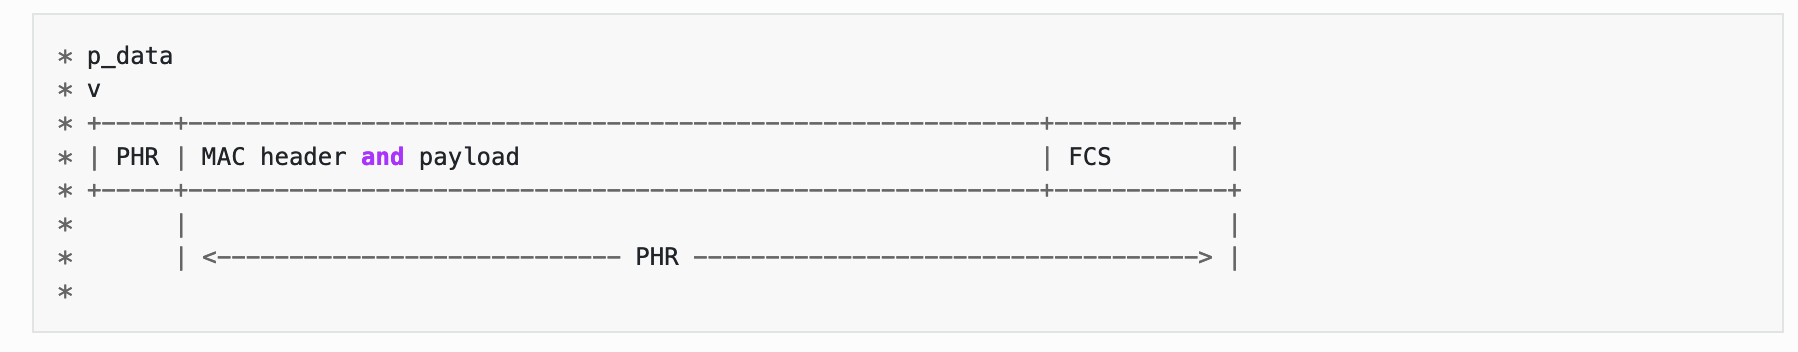 * p_data
* v
* +-----+-----------------------------------------------------------+------------+
* | PHR | MAC header and payload                                    | FCS        |
* +-----+-----------------------------------------------------------+------------+
*       |                                                                        |
*       | <---------------------------- PHR -----------------------------------> |
*